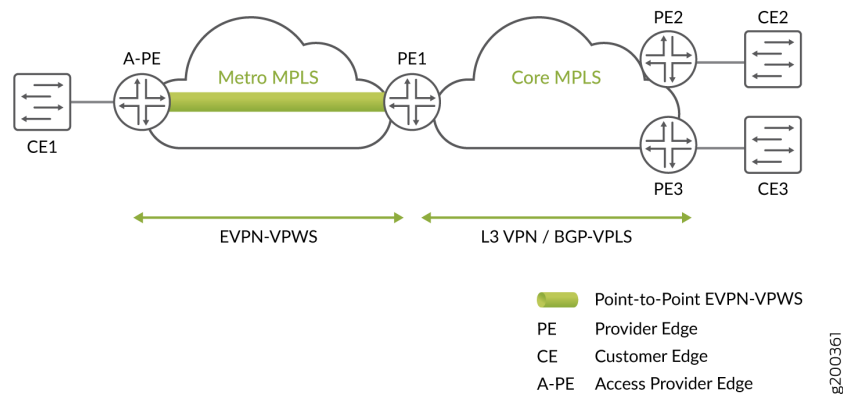 PE2
CE2
A-PE
PE1
Metro MPLS
Core MPLS
CE1
PE3
CE3
EVPN-VPWS
L3 VPN / BGP-VPLS
Point-to-Point EVPN-VPWS
PE Provider Edge
CE Customer Edge
A-PE Access Provider Edge
g200361